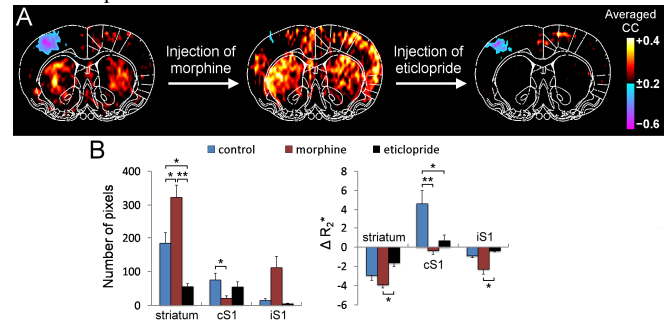 A
Injection of
morphine
Injection of
eticlopride
Averaged
CC
+0.4
±0.2
−0.6
B
control
morphine
eticlopride
Number of pixels
400
300
200
100
0
*
*
**
*
striatum
cS1
iS1
Δ R2*
8
6
4
2
0
-2
-4
-6
*
**
striatum
iS1
cS1
*
*